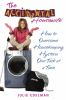 The
ACCIDENTAL
Housewife
How to
Overcome
Housekeeping
Hysteria
One Task at
a Time
JULIE EDELMAN